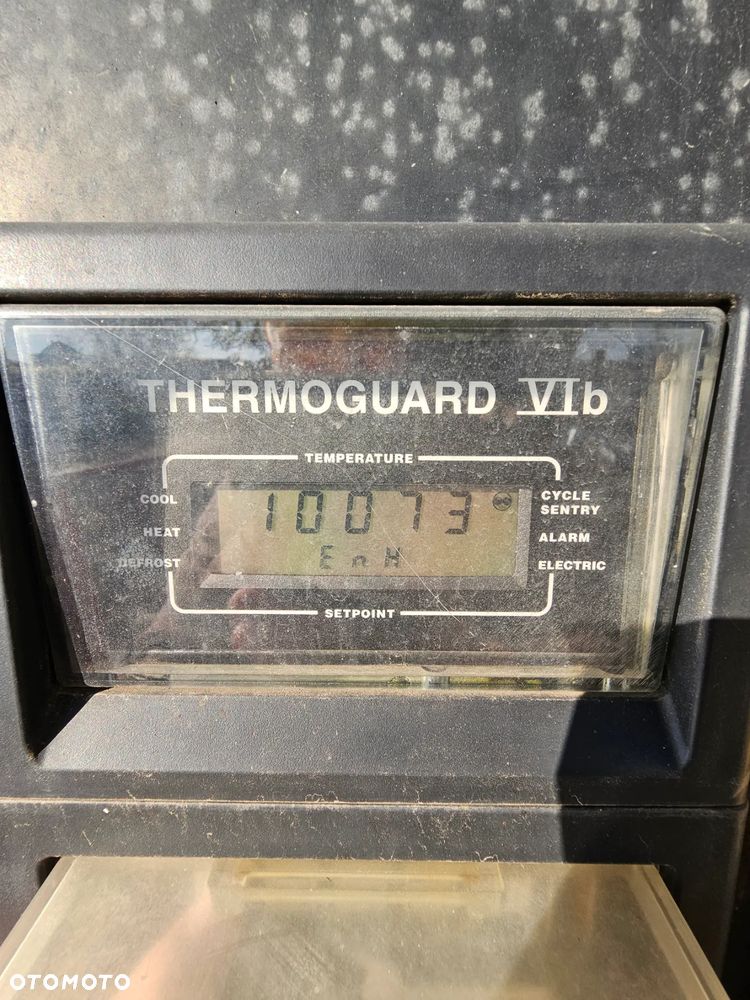 THERMOGUARD VIb
TEMPERATURE
COOL
HEAT
DEFROST
10073
EnH
CYCLE
SENTRY
ALARM
ELECTRIC
SETPOINT
OTOMOTO